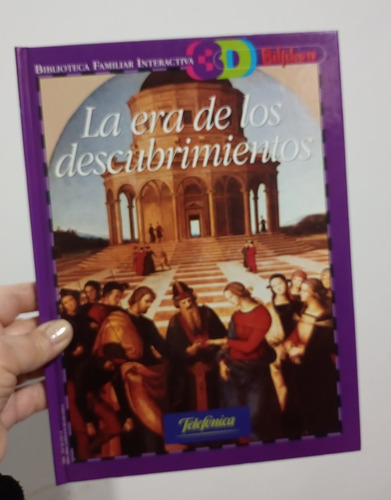 BIBLIOTECA FAMILIAR INTERACTIVA
3D
La era de los
descubrimientos
Telefónica